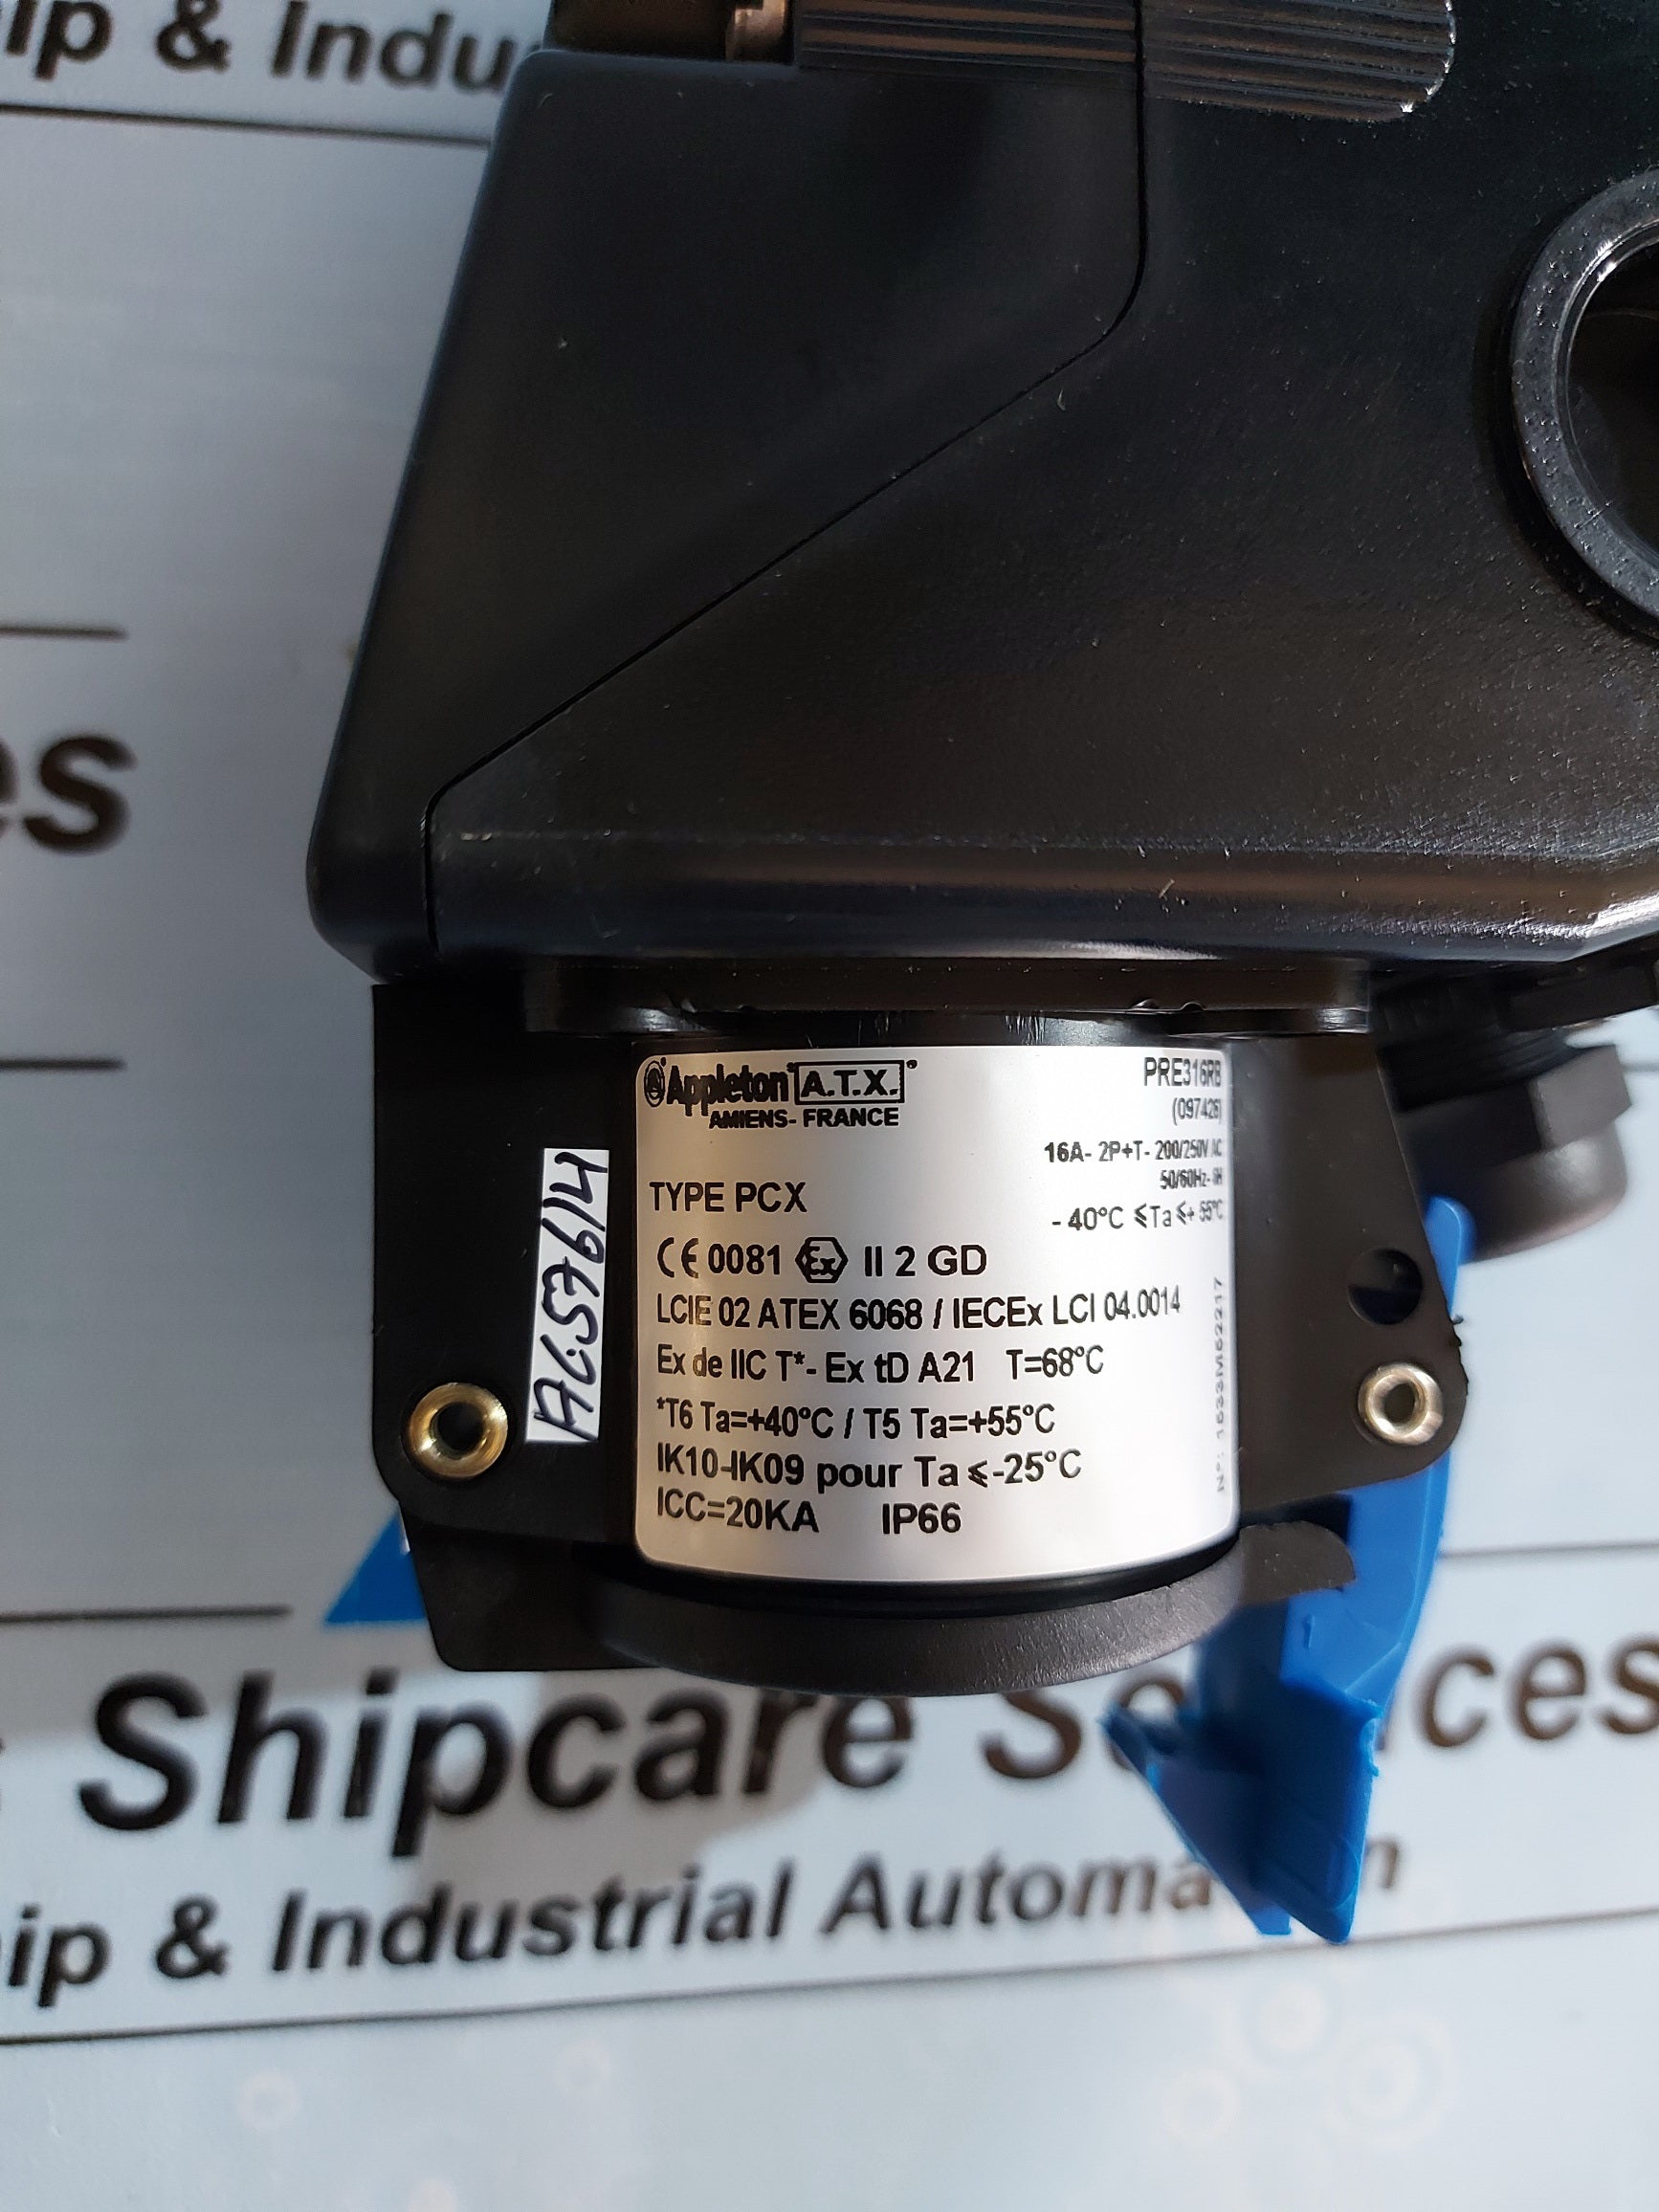 ip & Indu
es
Appleton A.T.X.
AMIENS- FRANCE
PRE316RB
(097426)
16A- 2P+T- 200/250V AC
50/60Hz- 6H
- 40°C ≤Ta≤+ 55°C
TYPE PCX
CE 0081 Ex II 2 GD
LCIE 02 ATEX 6068 / IECEx LCI 04.0014
Ex de IIC T*- Ex tD A21 T=68°C
*T6 Ta=+40°C / T5 Ta=+55°C
IK10-IK09 pour Ta ≤-25°C
ICC=20KA IP66
Shipcare Se ices
ip & Industrial Automa n